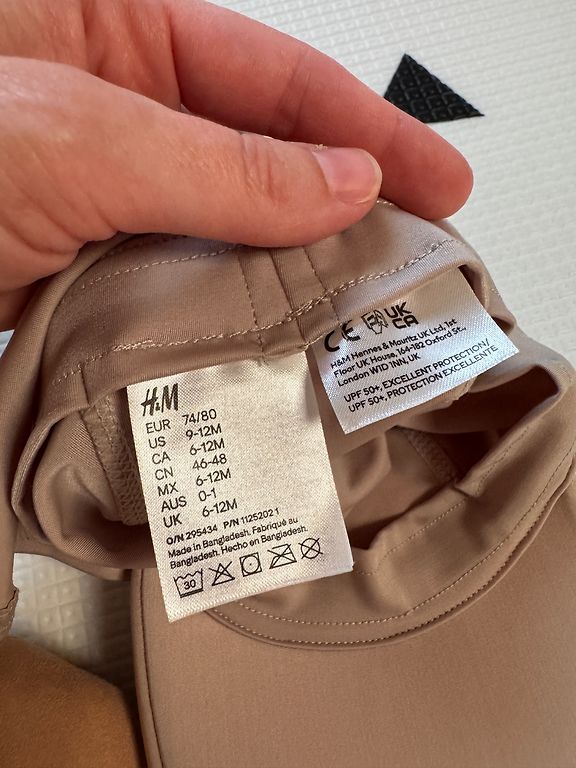 H&M
EUR 74/80
US 9-12M
CA 6-12M
CN 46-48
MX 6-12M
AUS 0-1
UK 6-12M
O/N 295434 P/N 1125202 1
Made in Bangladesh. Fabriqué au
Bangladesh. Hecho en Bangladesh.
30
CE UK
CA
H&M Hennes & Mauritz UK Ltd, 1st
Floor UK House, 164-182 Oxford St.,
London W1D 1NN, UK
UPF 50+, EXCELLENT PROTECTION/
UPF 50+, PROTECTION EXCELLENTE